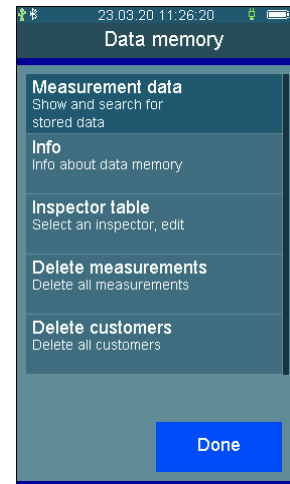 23.03.20 11:26:20
Data memory
Measurement data
Show and search for
stored data
Info
Info about data memory
Inspector table
Select an inspector, edit
Delete measurements
Delete all measurements
Delete customers
Delete all customers
Done